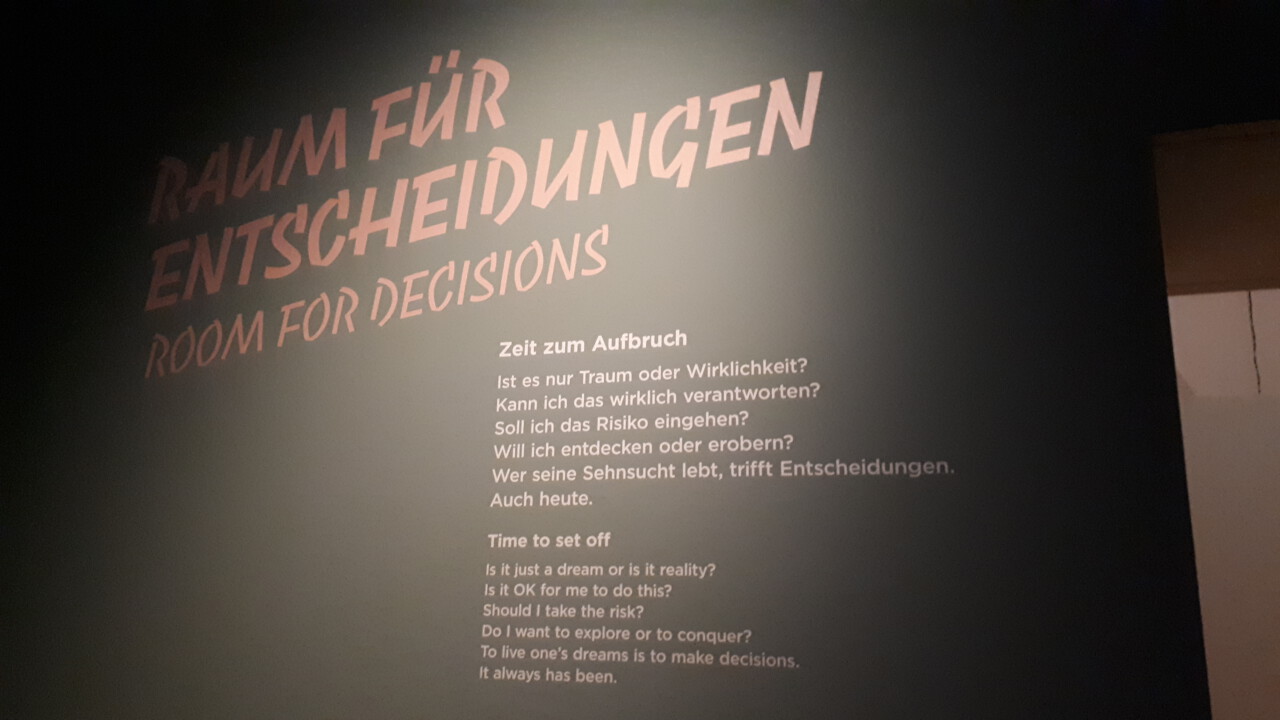 RAUM FÜR
ENTSCHEIDUNGEN
ROOM FOR DECISIONS
Zeit zum Aufbruch
Ist es nur Traum oder Wirklichkeit?
Kann ich das wirklich verantworten?
Soll ich das Risiko eingehen?
Will ich entdecken oder erobern?
Wer seine Sehnsucht lebt, trifft Entscheidungen.
Auch heute.
Time to set off
Is it just a dream or is it reality?
Is it OK for me to do this?
Should I take the risk?
Do I want to explore or to conquer?
To live one's dreams is to make decisions.
It always has been.